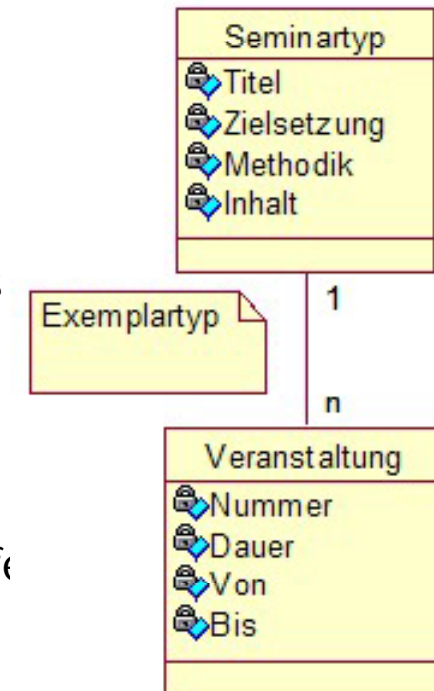 Seminartyp
Titel
Zielsetzung
Methodik
Inhalt
1
Exemplartyp
n
Veranstaltung
Nummer
Dauer
Von
Bis